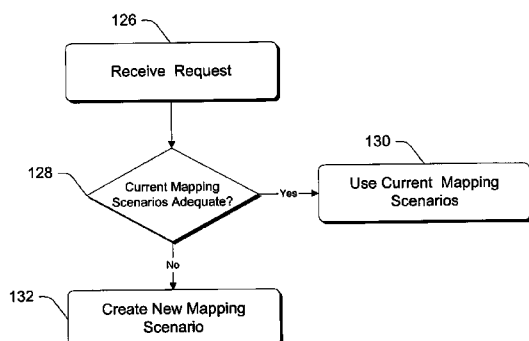 126
Receive Request
128
Current Mapping
Scenarios Adequate?
Yes
130
Use Current Mapping
Scenarios
No
132
Create New Mapping
Scenario